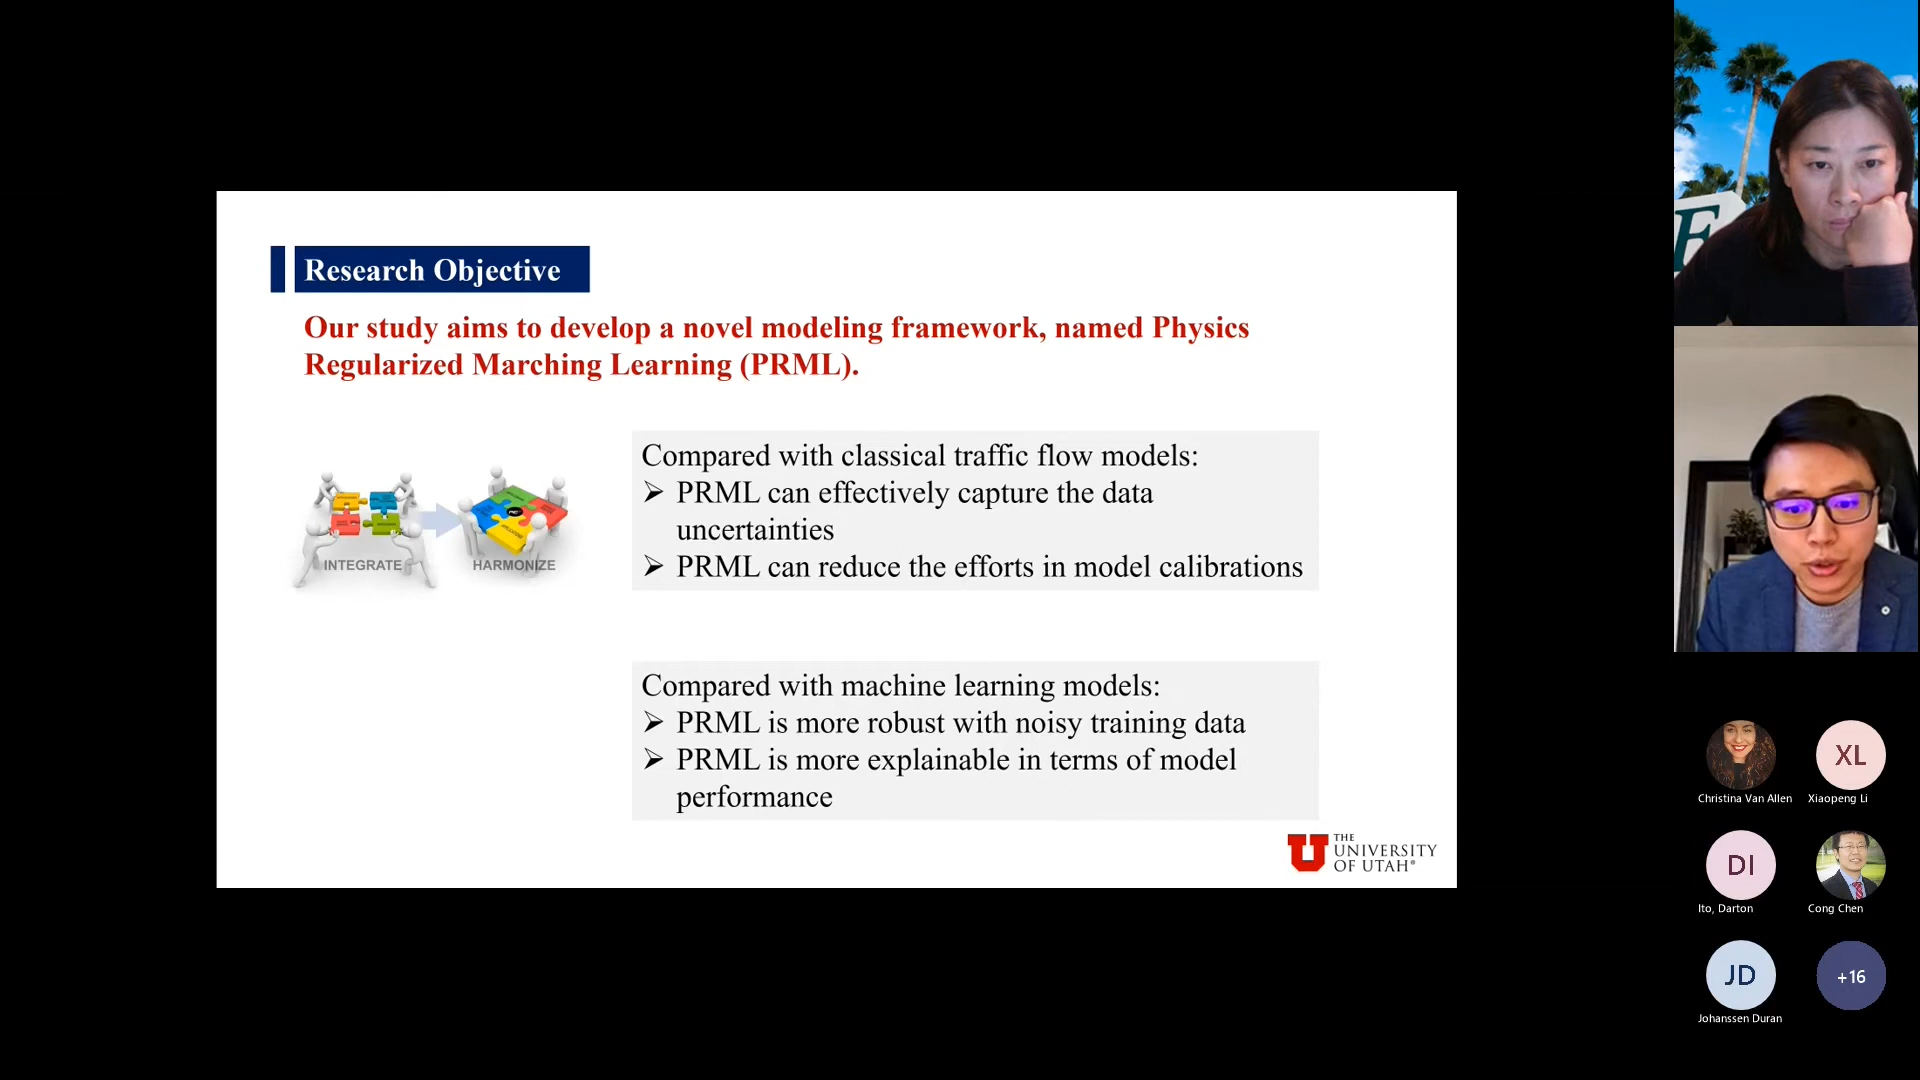 Research Objective
Our study aims to develop a novel modeling framework, named Physics
Regularized Marching Learning (PRML).
INTEGRATE
HARMONIZE
Compared with classical traffic flow models:
➢ PRML can effectively capture the data
uncertainties
➢ PRML can reduce the efforts in model calibrations
Compared with machine learning models:
➢ PRML is more robust with noisy training data
➢ PRML is more explainable in terms of model
performance
THE
UNIVERSITY
OF UTAH®
E
XL
Christina Van Allen
Xiaopeng Li
DI
Ito, Darton
Cong Chen
JD
+16
Johanssen Duran